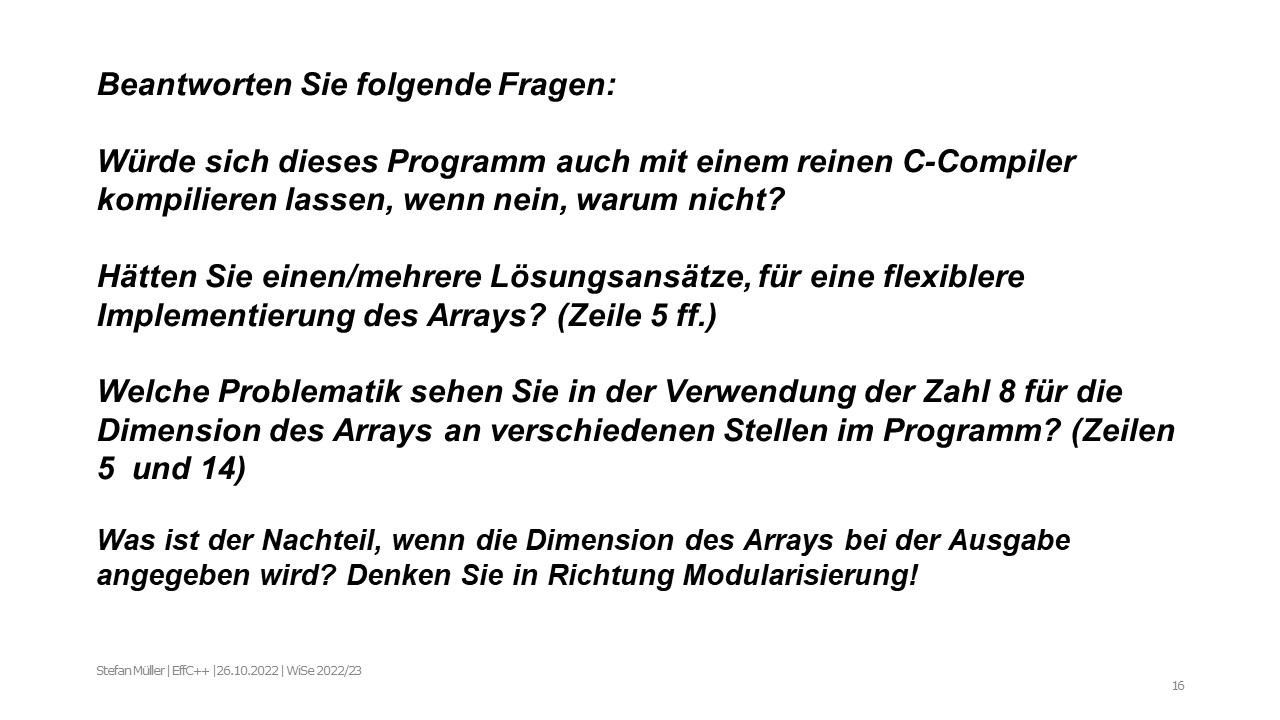 Beantworten Sie folgende Fragen:
Würde sich dieses Programm auch mit einem reinen C-Compiler
kompilieren lassen, wenn nein, warum nicht?
Hätten Sie einen/mehrere Lösungsansätze, für eine flexiblere
Implementierung des Arrays? (Zeile 5 ff.)
Welche Problematik sehen Sie in der Verwendung der Zahl 8 für die
Dimension des Arrays an verschiedenen Stellen im Programm? (Zeilen
5 und 14)
Was ist der Nachteil, wenn die Dimension des Arrays bei der Ausgabe
angegeben wird? Denken Sie in Richtung Modularisierung!
Stefan Müller | EffC++ |26.10.2022 | WiSe 2022/23
16